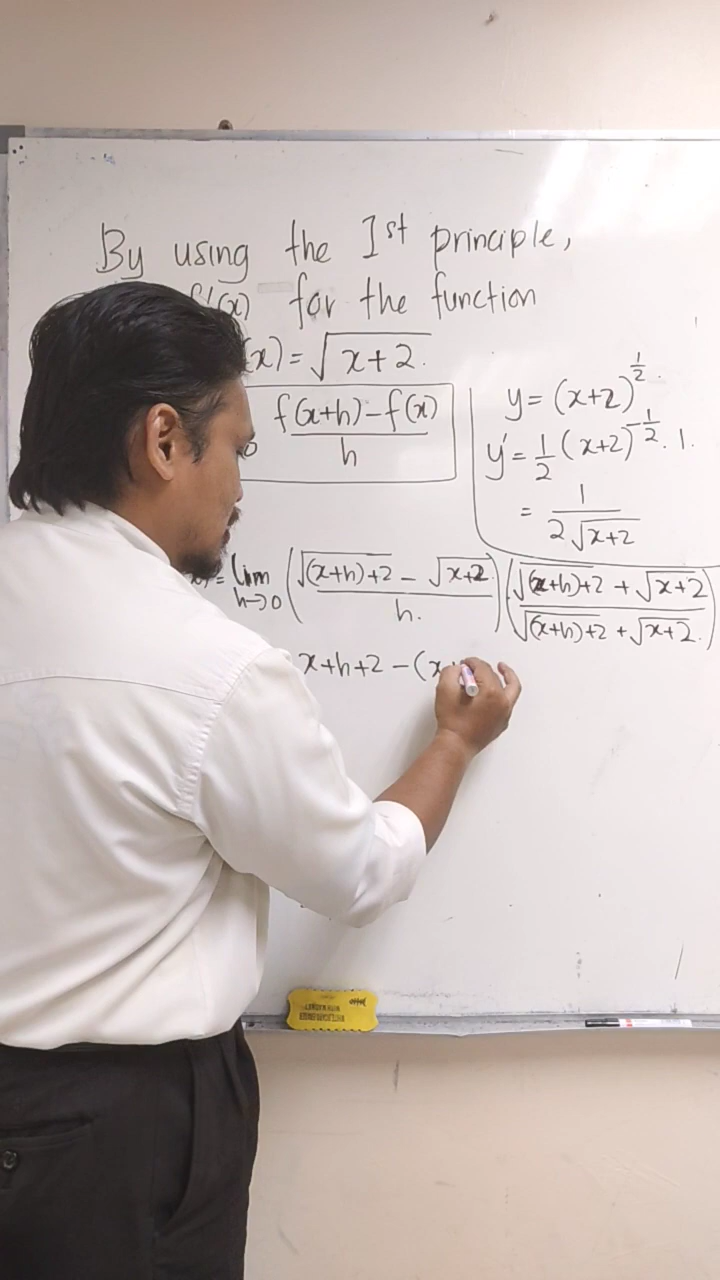 By using the 1st principle,
f'(x) for the function
(x) = √(x+2).
f(x+h) - f(x) / h
y = (x+2)^(1/2).
y' = 1/2 (x+2)^(-1/2) . 1.
= 1 / 2√(x+2)
= lim h→0 ( (√((x+h)+2) - √(x+2)) / h. ) ( (√((x+h)+2) + √(x+2)) / (√((x+h)+2) + √(x+2).) )
x+h+2 - (x